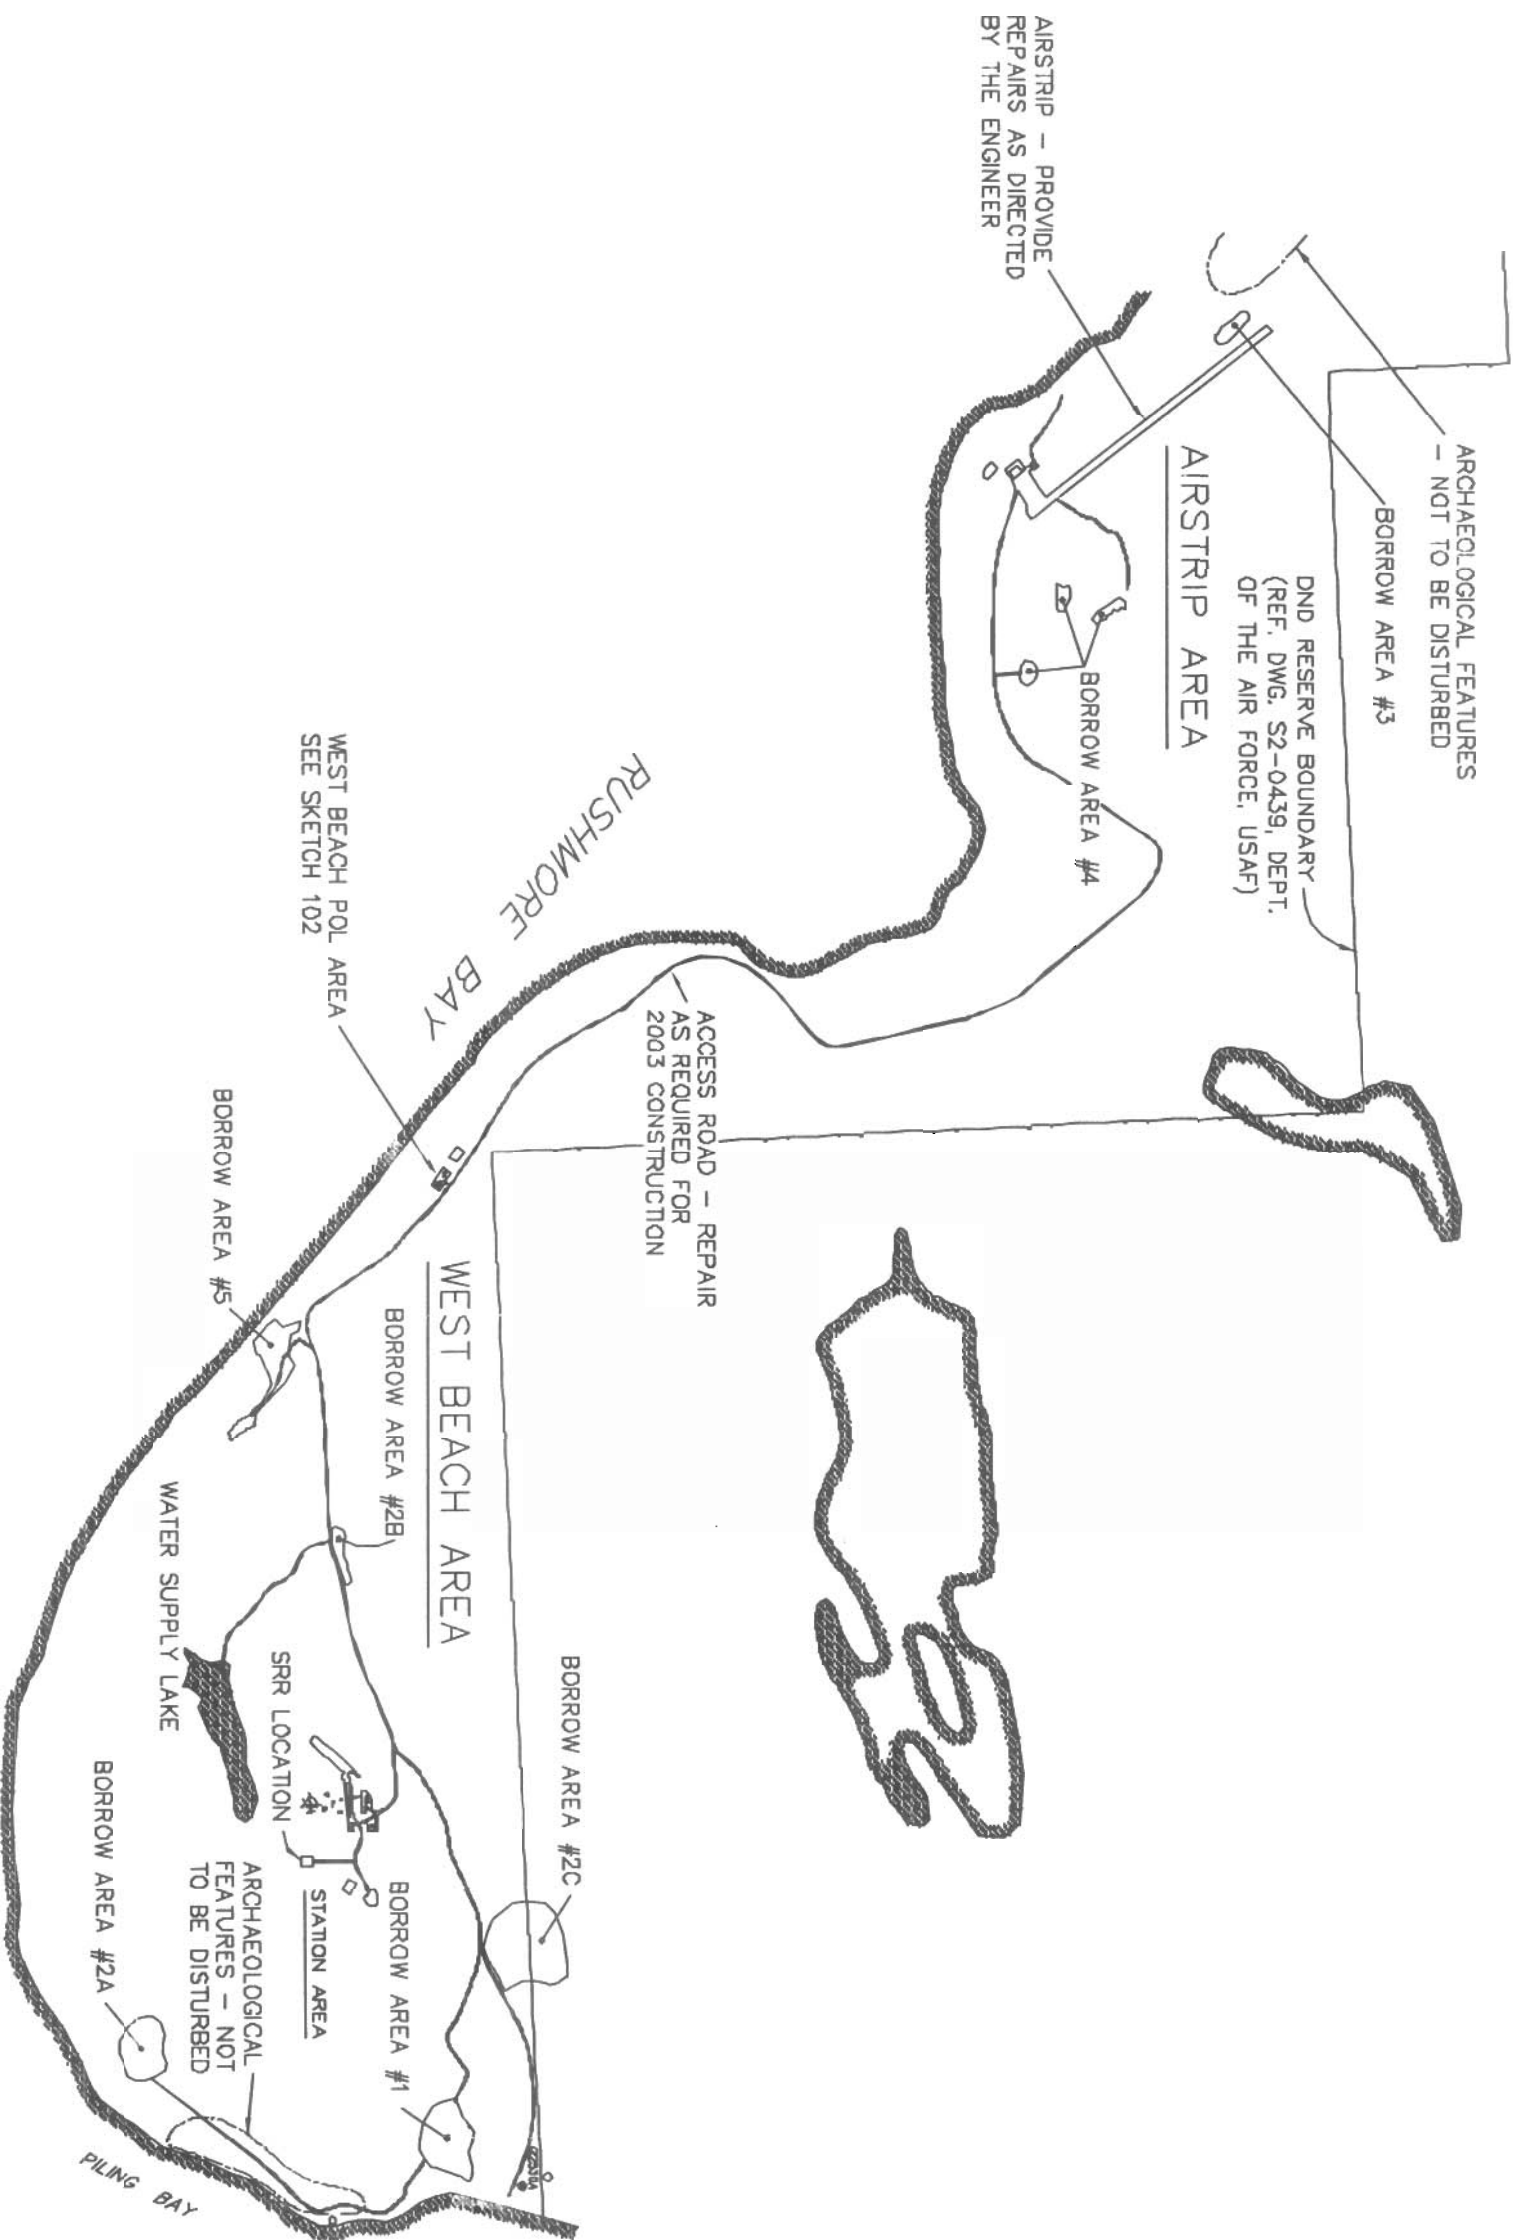 ARCHAEOLOGICAL FEATURES
- NOT TO BE DISTURBED
BORROW AREA #3
DND RESERVE BOUNDARY
(REF. DWG. S2-0439, DEPT.
OF THE AIR FORCE, USAF)
AIRSTRIP AREA
AIRSTRIP - PROVIDE
REPAIRS AS DIRECTED
BY THE ENGINEER
BORROW AREA #4
RUSHMORE BAY
ACCESS ROAD - REPAIR
AS REQUIRED FOR
2003 CONSTRUCTION
WEST BEACH POL AREA
SEE SKETCH 102
WEST BEACH AREA
BORROW AREA #5
BORROW AREA #2B
BORROW AREA #2C
WATER SUPPLY LAKE
SRR LOCATION
STATION AREA
BORROW AREA #1
ARCHAEOLOGICAL
FEATURES - NOT
TO BE DISTURBED
BORROW AREA #2A
PILING BAY